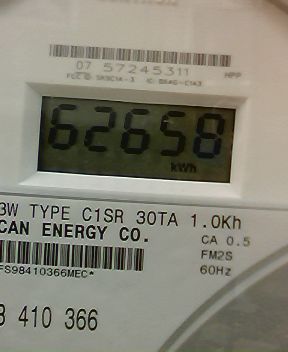 07 57245311
HPP
62658
kWh
3W TYPE C1SR 30TA 1.0Kh
CAN ENERGY CO.
CA 0.5
FM2S
60Hz
FS98410366MEC*
410 366